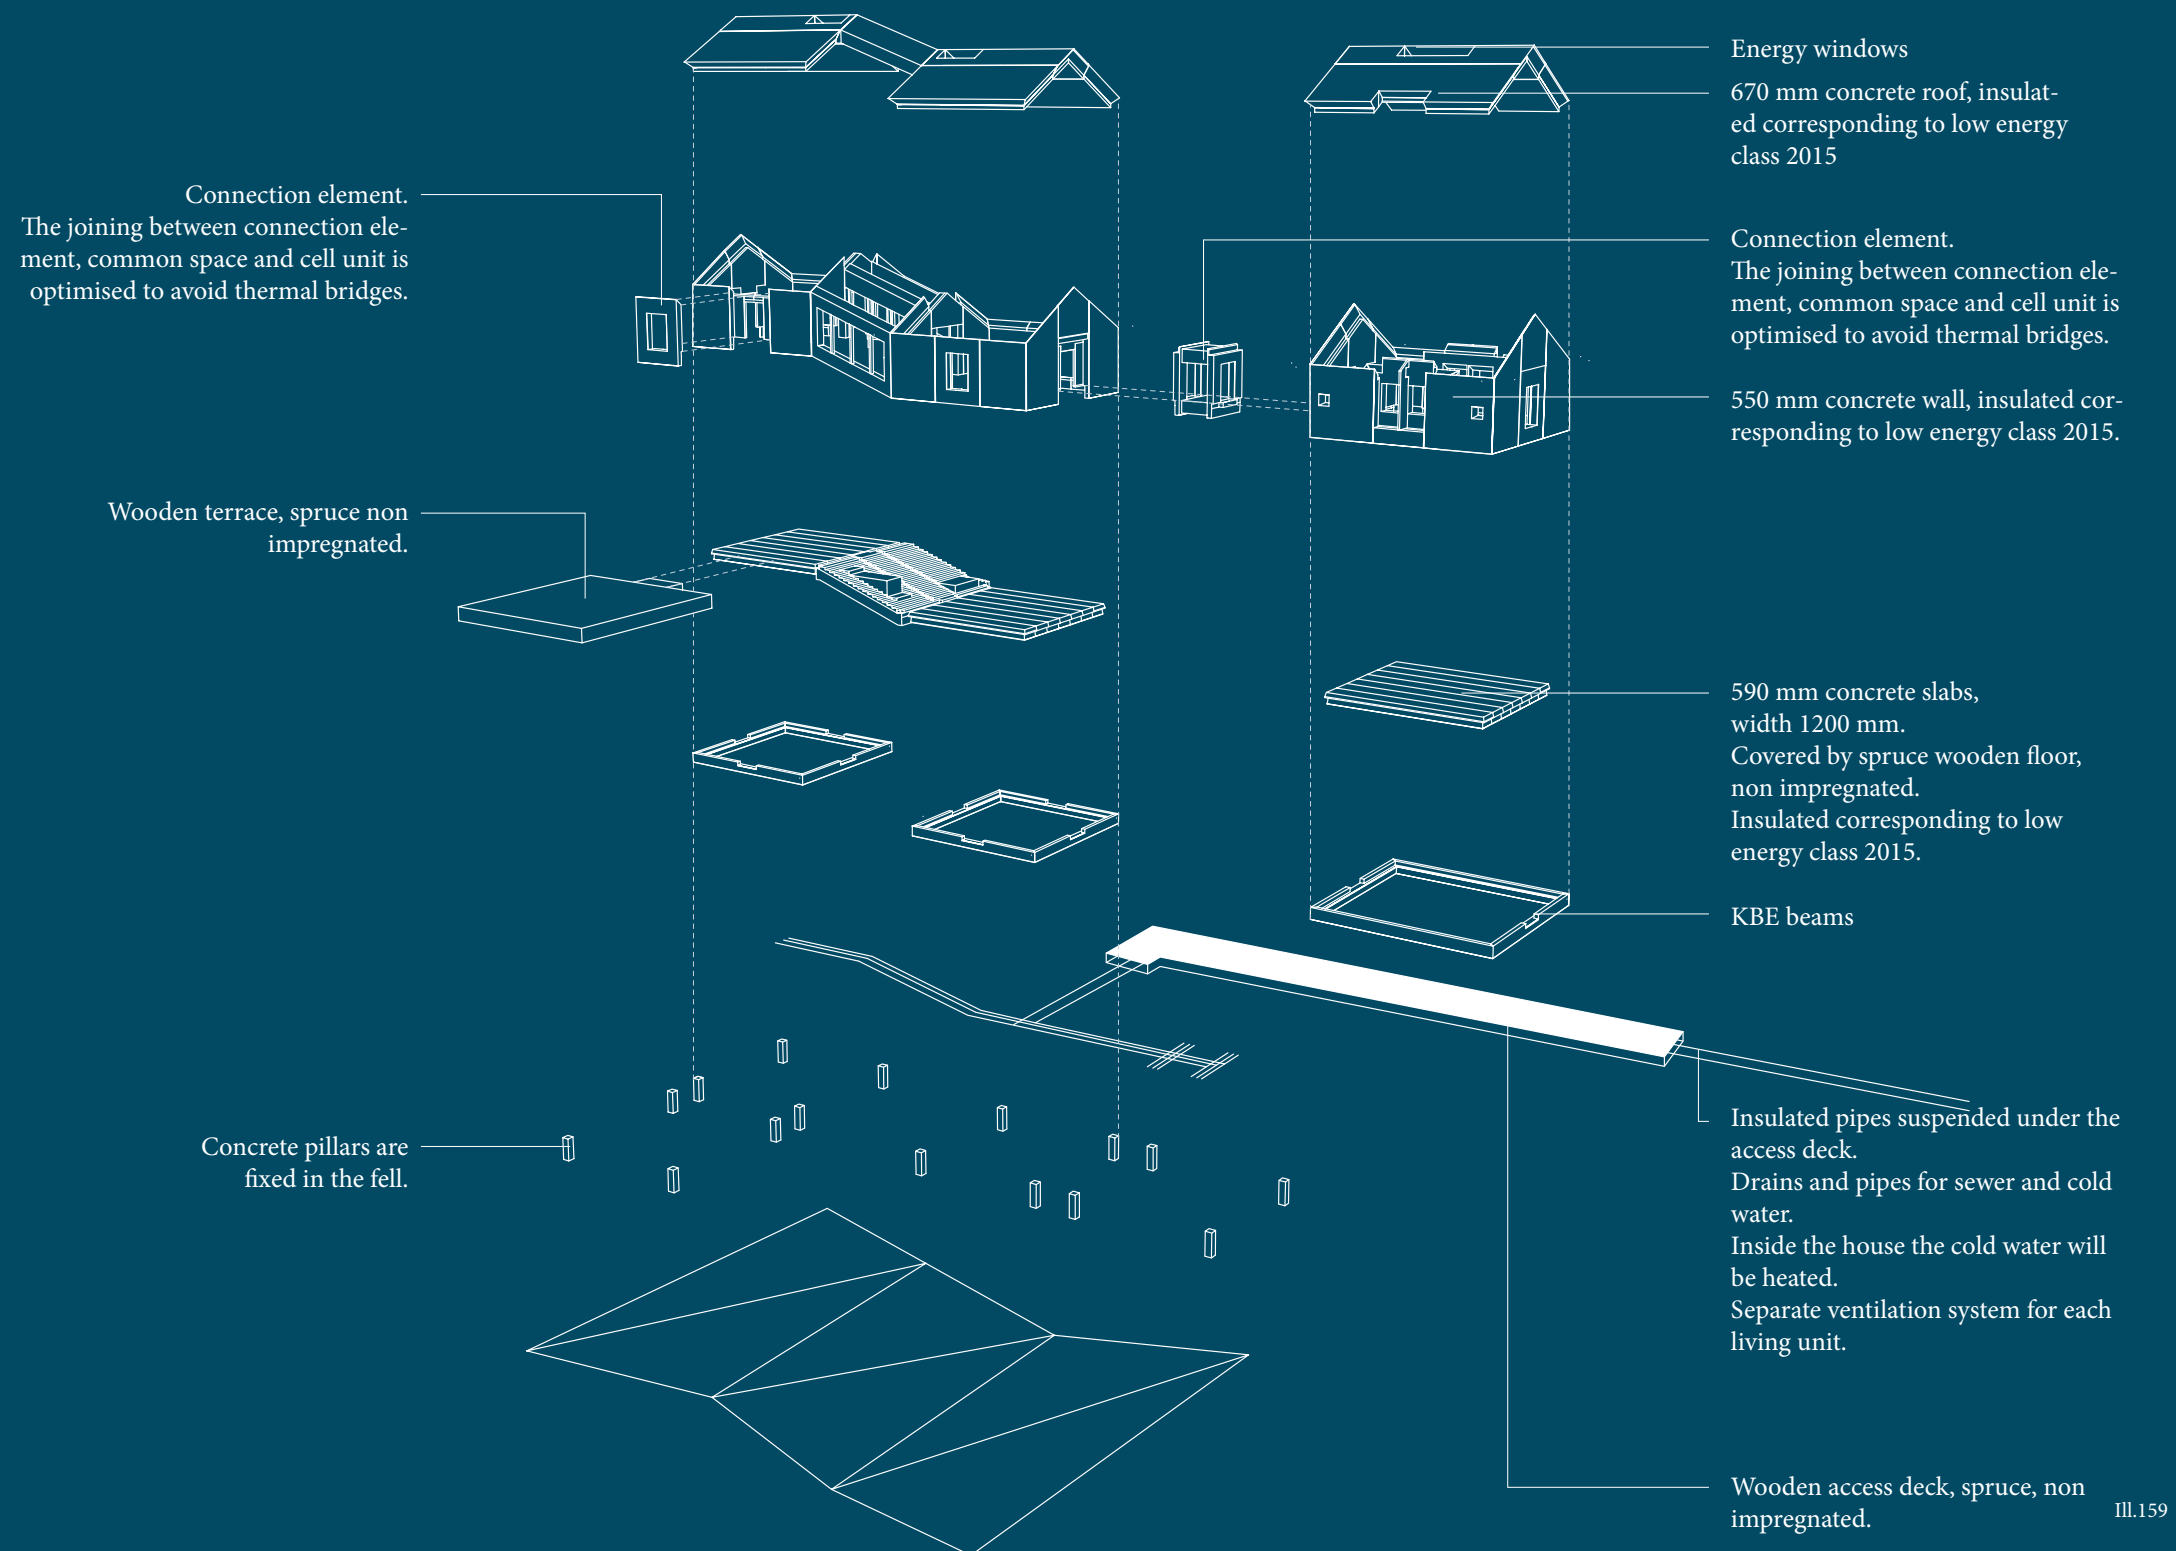 Energy windows
670 mm concrete roof, insulat-
ed corresponding to low energy
class 2015
Connection element.
The joining between connection ele-
ment, common space and cell unit is
optimised to avoid thermal bridges.
Connection element.
The joining between connection ele-
ment, common space and cell unit is
optimised to avoid thermal bridges.
550 mm concrete wall, insulated cor-
responding to low energy class 2015.
Wooden terrace, spruce non
impregnated.
590 mm concrete slabs,
width 1200 mm.
Covered by spruce wooden floor,
non impregnated.
Insulated corresponding to low
energy class 2015.
KBE beams
Concrete pillars are
fixed in the fell.
Insulated pipes suspended under the
access deck.
Drains and pipes for sewer and cold
water.
Inside the house the cold water will
be heated.
Separate ventilation system for each
living unit.
Wooden access deck, spruce, non
impregnated.
Ill.159